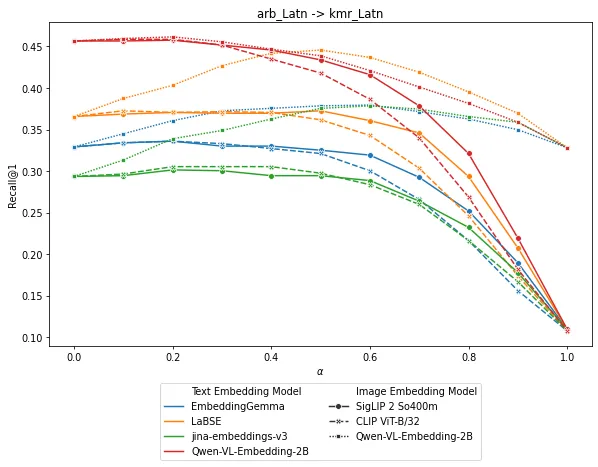 arb_Latn -> kmr_Latn
Recall@1
0.45
0.40
0.35
0.30
0.25
0.20
0.15
0.10
0.0 0.2 0.4 0.6 0.8 1.0
α
Text Embedding Model
EmbeddingGemma
LaBSE
jina-embeddings-v3
Qwen-VL-Embedding-2B
Image Embedding Model
SigLIP 2 So400m
CLIP ViT-B/32
Qwen-VL-Embedding-2B